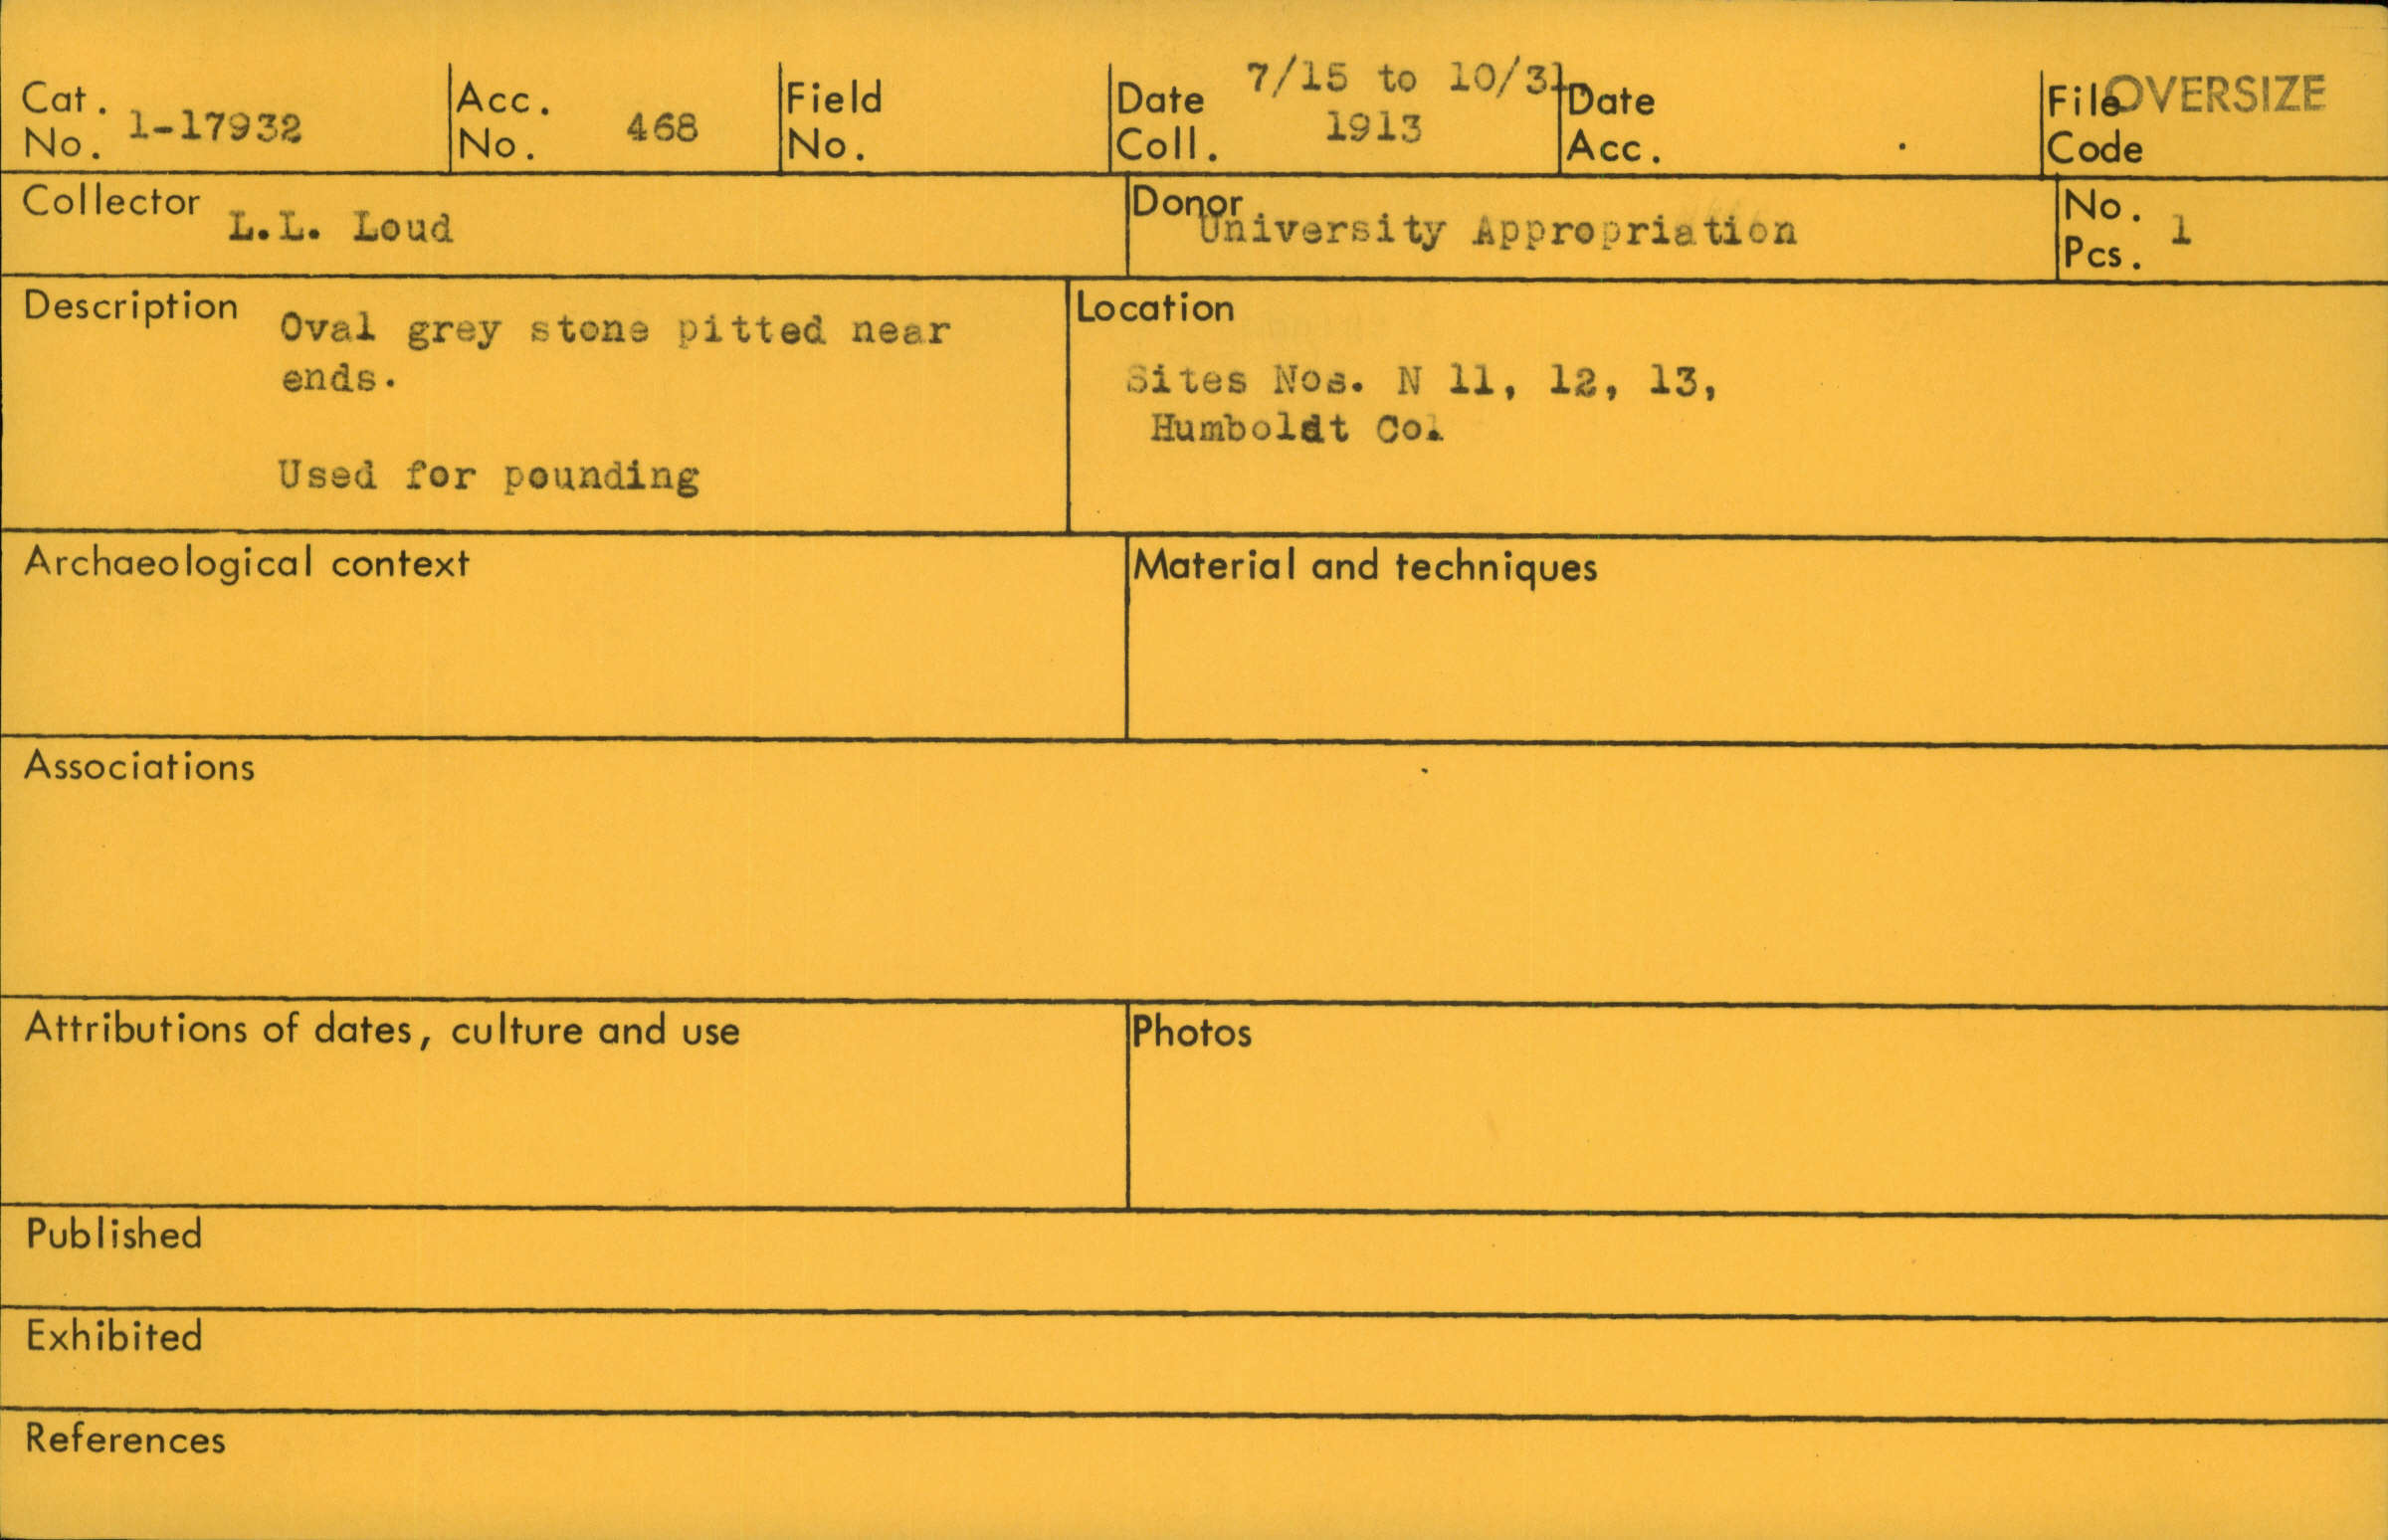 Cat. No. 1-17932 Acc. No. 468 Field No. Date Coll. 7/15 to 10/31, 1913 Date Acc. File Code OVERSIZE
Collector L.L. Loud Donor University Appropriation No. Pcs. 1
Description Oval grey stone pitted near
ends.
Used for pounding
Location
Sites Nos. N 11, 12, 13,
Humboldt Co.
Archaeological context
Material and techniques
Associations
Attributions of dates, culture and use
Photos
Published
Exhibited
References